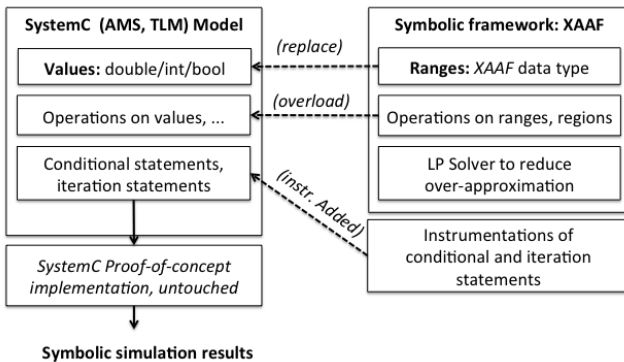 SystemC (AMS, TLM) Model
Values: double/int/bool
Operations on values, ...
Conditional statements,
iteration statements
SystemC Proof-of-concept
implementation, untouched
Symbolic simulation results
(replace)
(overload)
(instr. Added)
Symbolic framework: XAAF
Ranges: XAAF data type
Operations on ranges, regions
LP Solver to reduce
over-approximation
Instrumentations of
conditional and iteration
statements